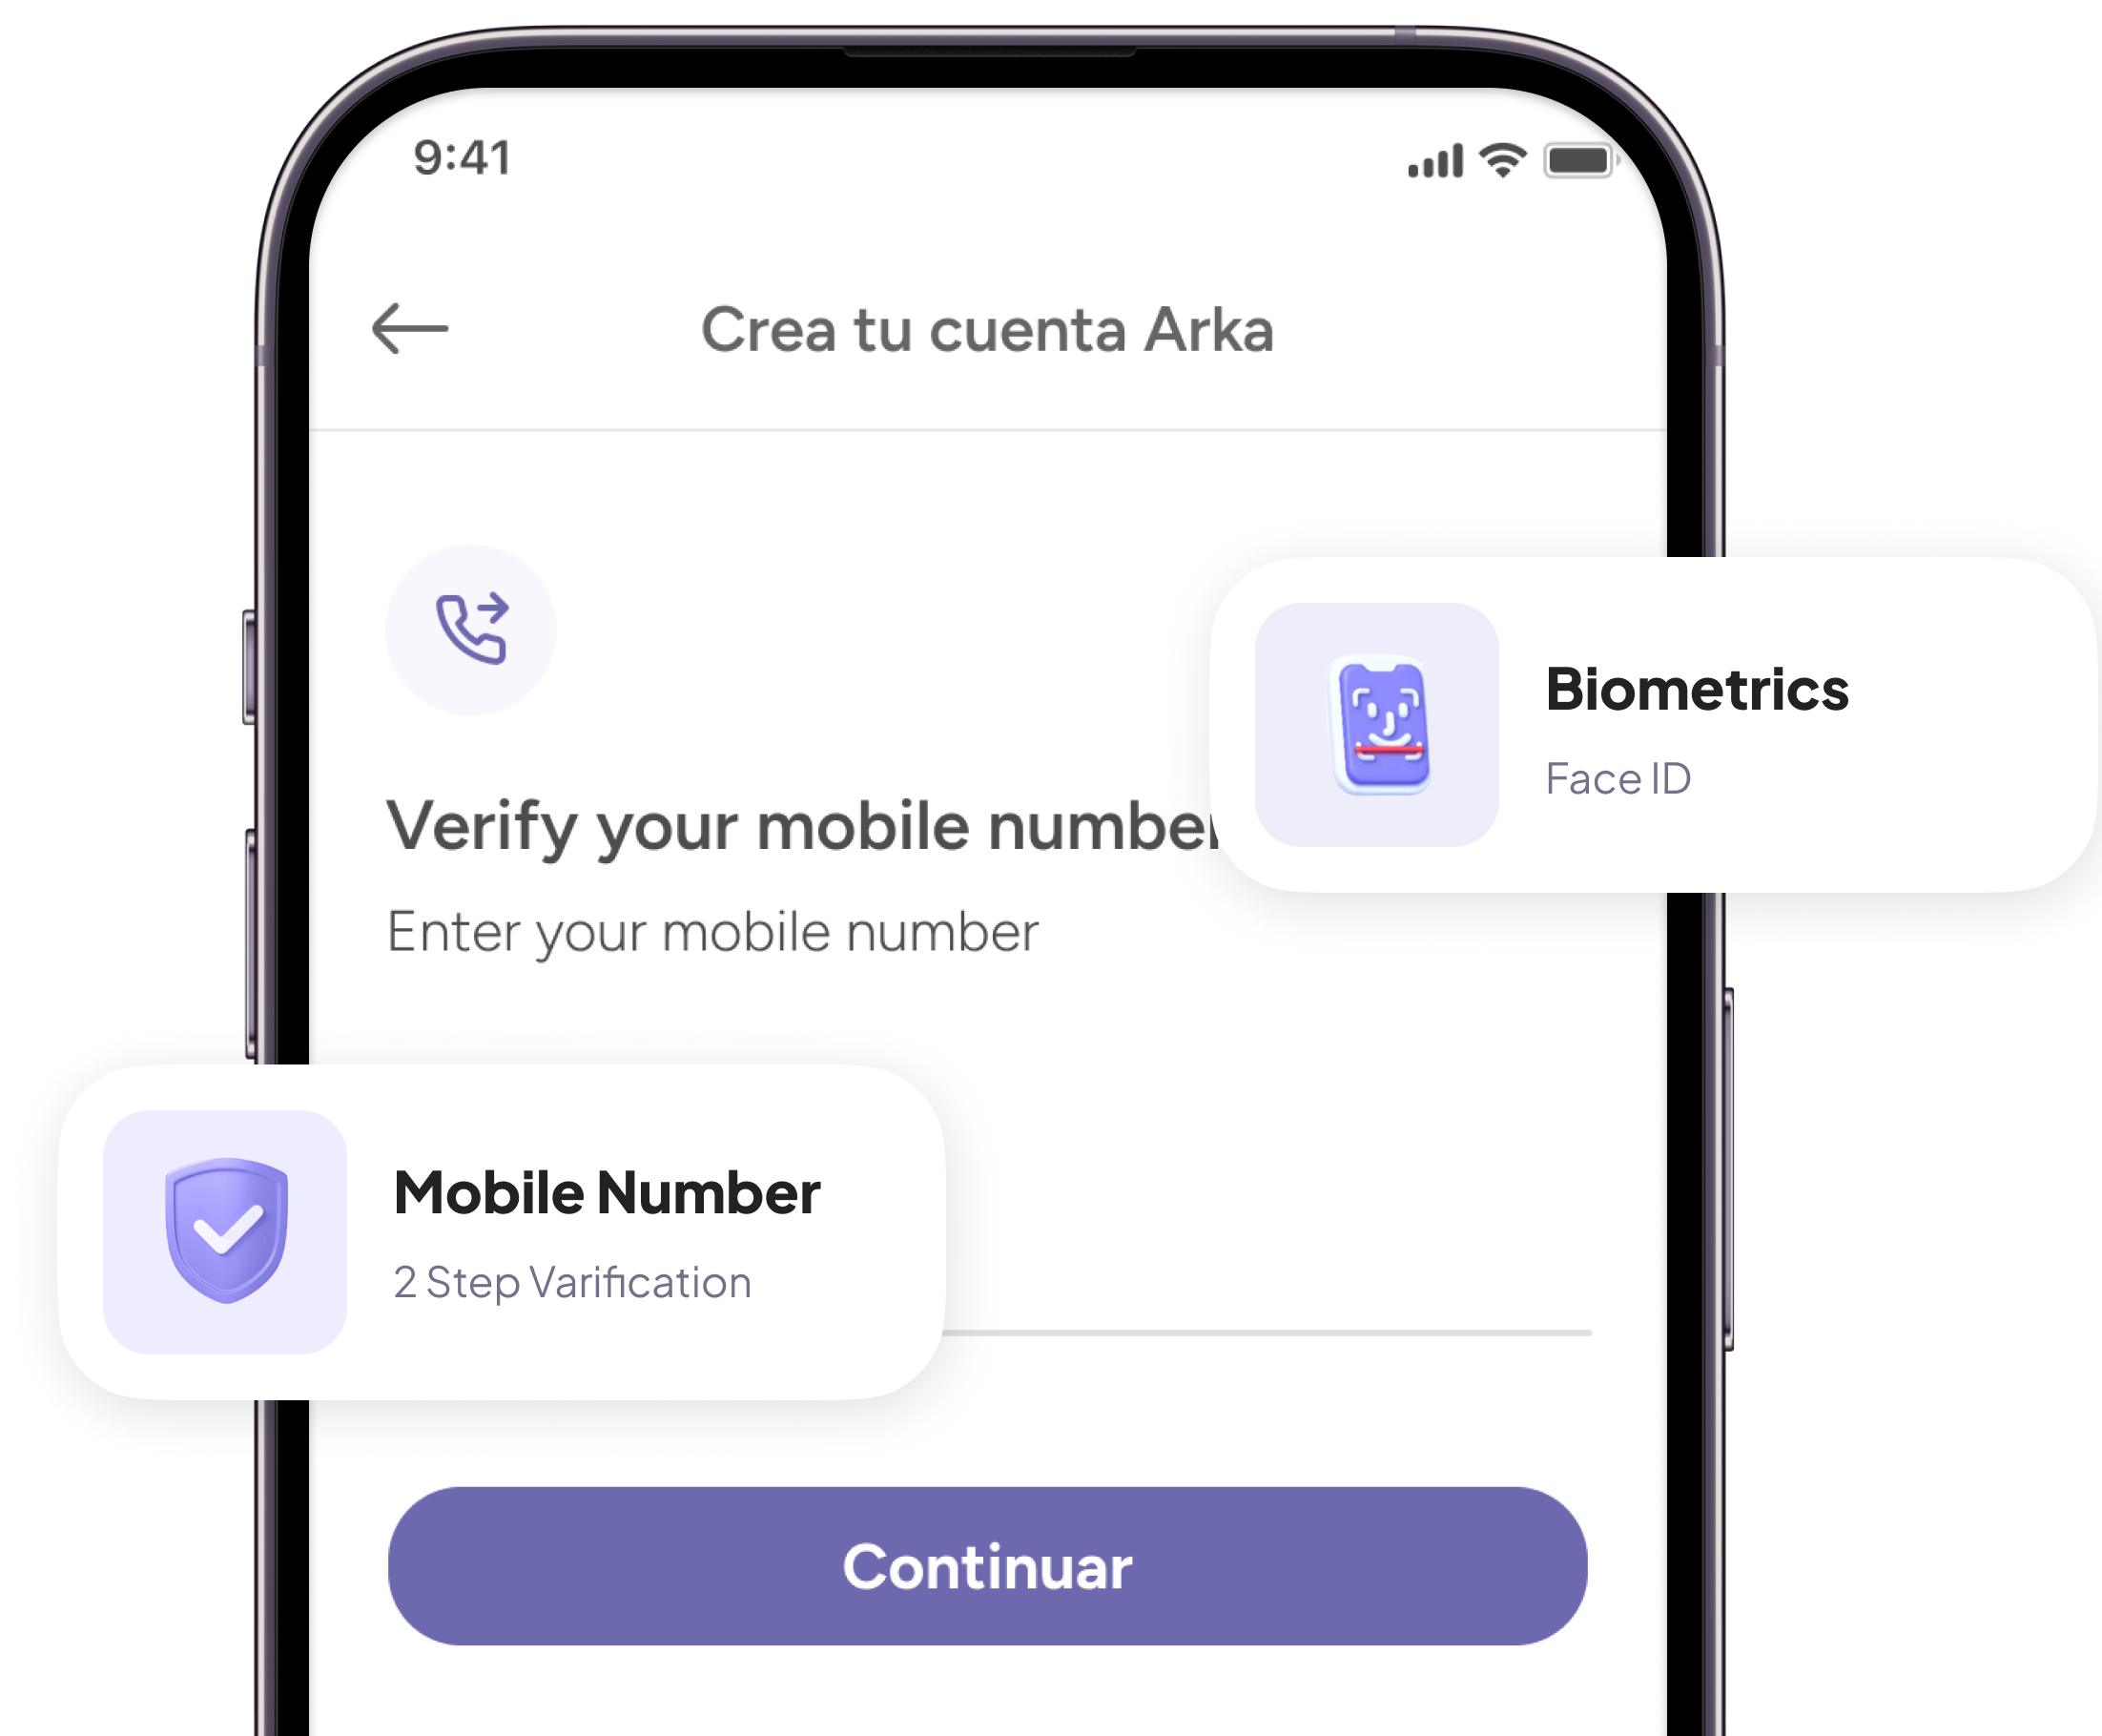 9:41
Crea tu cuenta Arka
Biometrics
Face ID
Verify your mobile number
Enter your mobile number
Mobile Number
2 Step Varification
Continuar